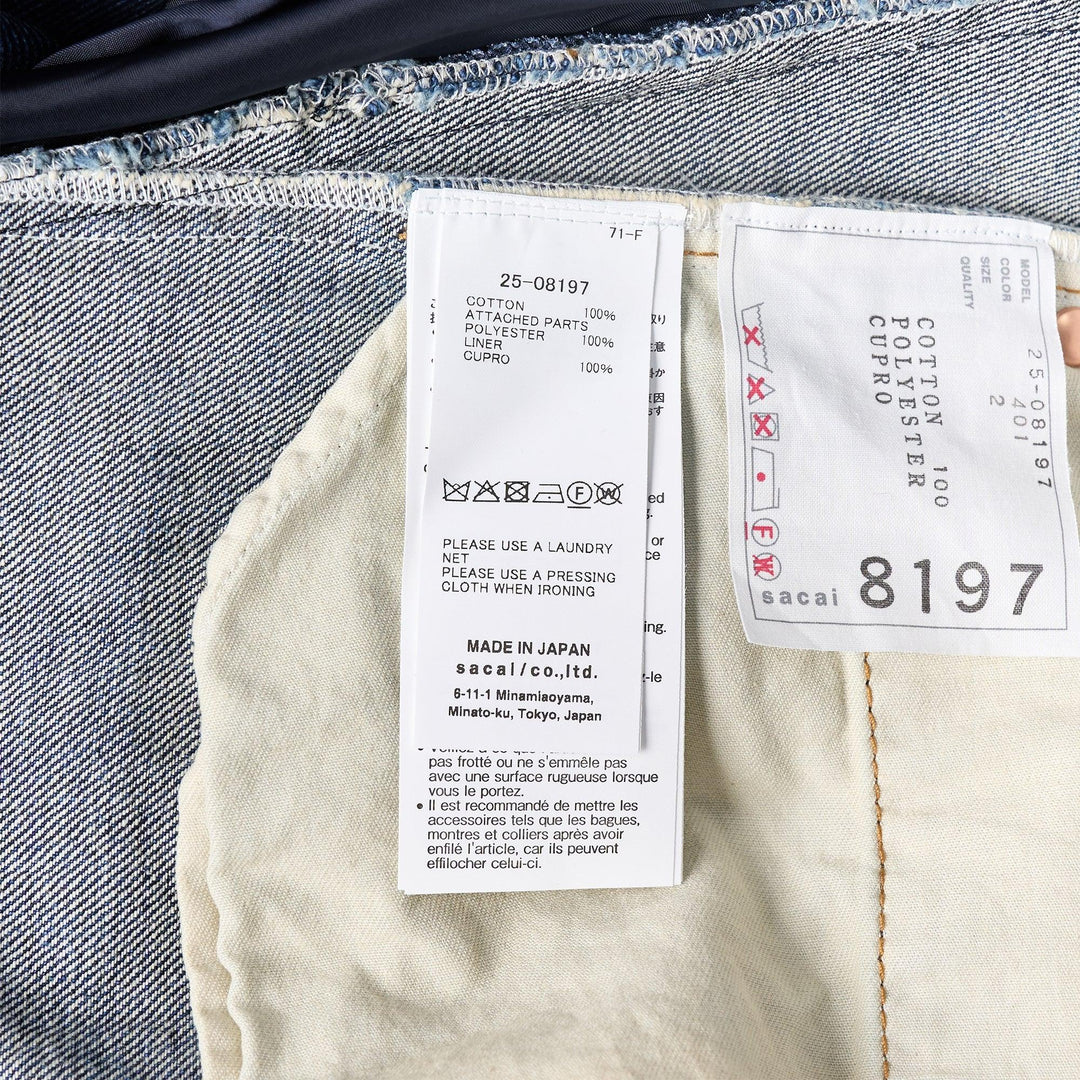 71-F
25-08197
COTTON 100%
ATTACHED PARTS
POLYESTER 100%
LINER
CUPRO 100%
PLEASE USE A LAUNDRY
NET
PLEASE USE A PRESSING
CLOTH WHEN IRONING
MADE IN JAPAN
sacai/co.,ltd.
6-11-1 Minamiaoyama,
Minato-ku, Tokyo, Japan
pas frotté ou ne s'emmêle pas
avec une surface rugueuse lorsque
vous le portez.
• Il est recommandé de mettre les
accessoires tels que les bagues,
montres et colliers après avoir
enfilé l'article, car ils peuvent
effilocher celui-ci.
MODEL 25-08197
COLOR 401
SIZE 2
QUALITY
COTTON 100
POLYESTER
CUPRO
F
W
sacai 8197